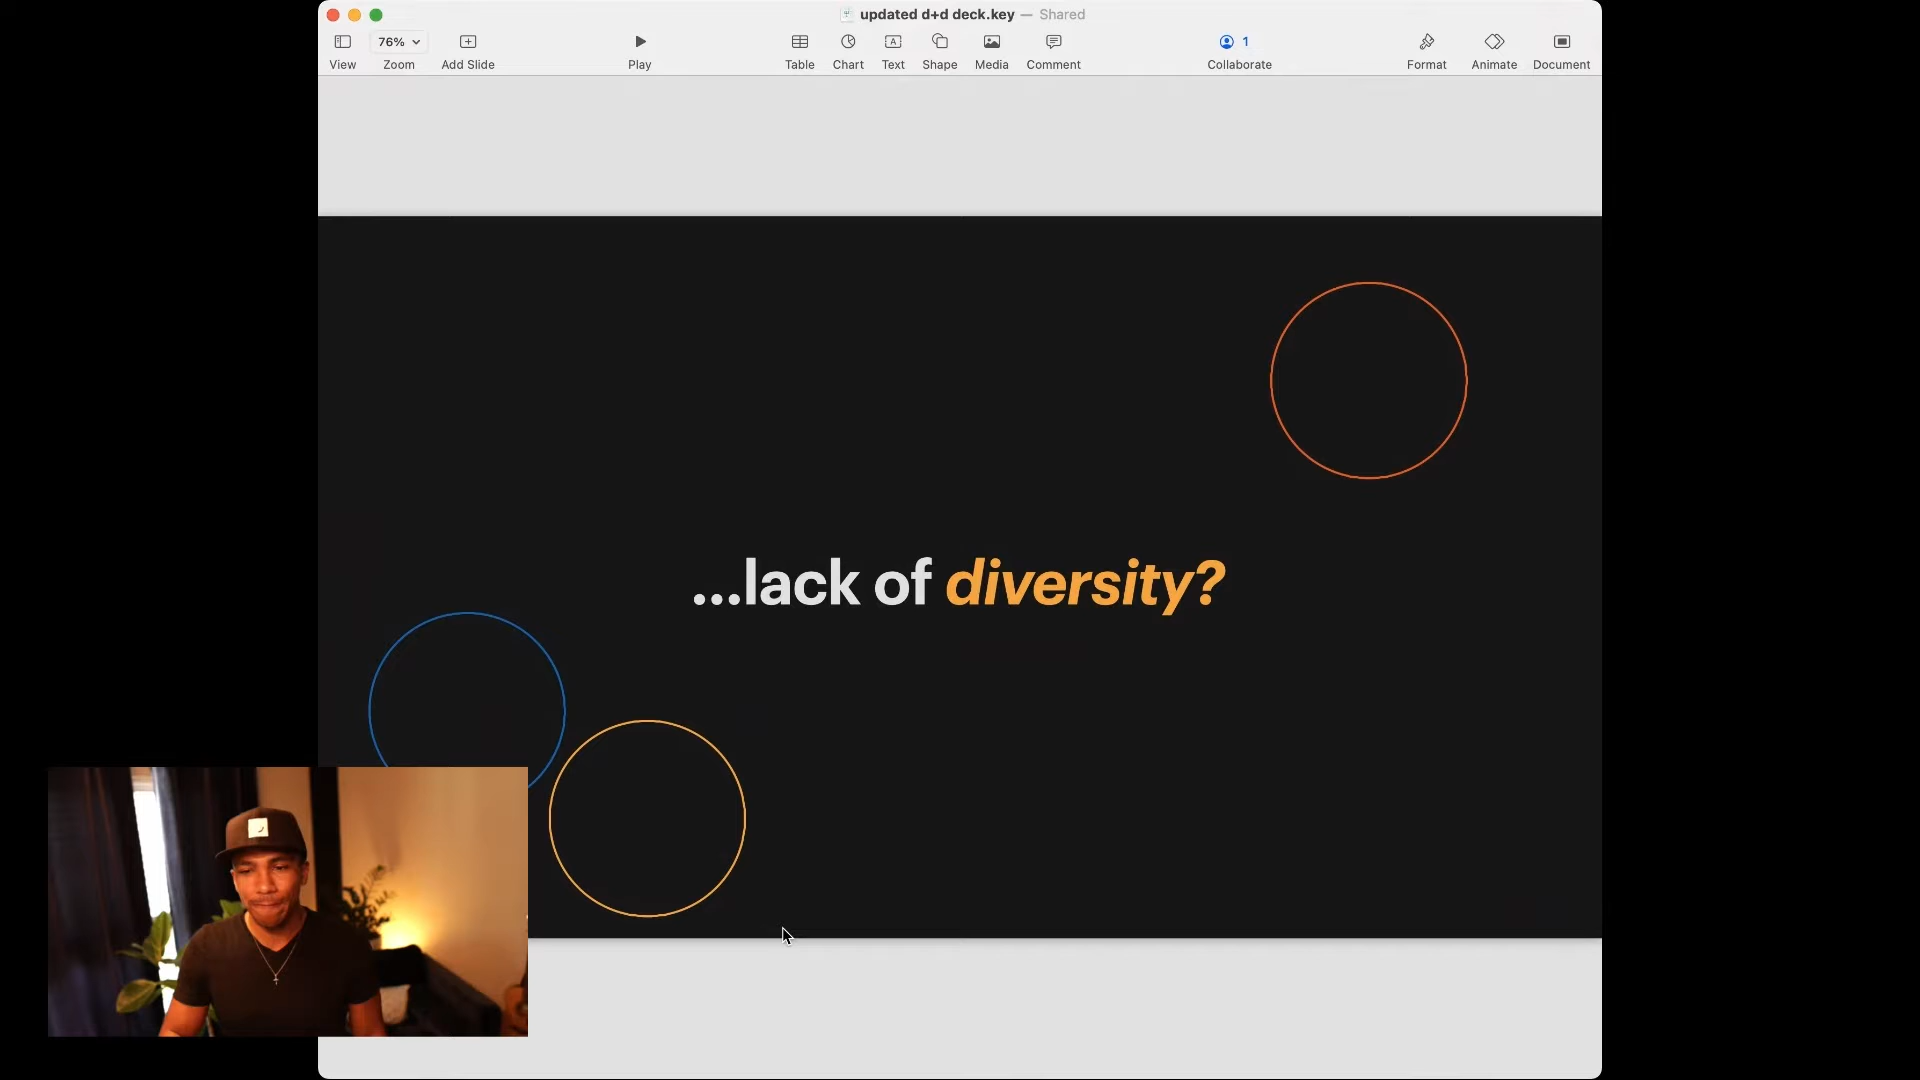 updated d+d deck.key — Shared
76%
1
View
Zoom
Add Slide
Play
Table
Chart
Text
Shape
Media
Comment
Collaborate
Format
Animate
Document
...lack of diversity?